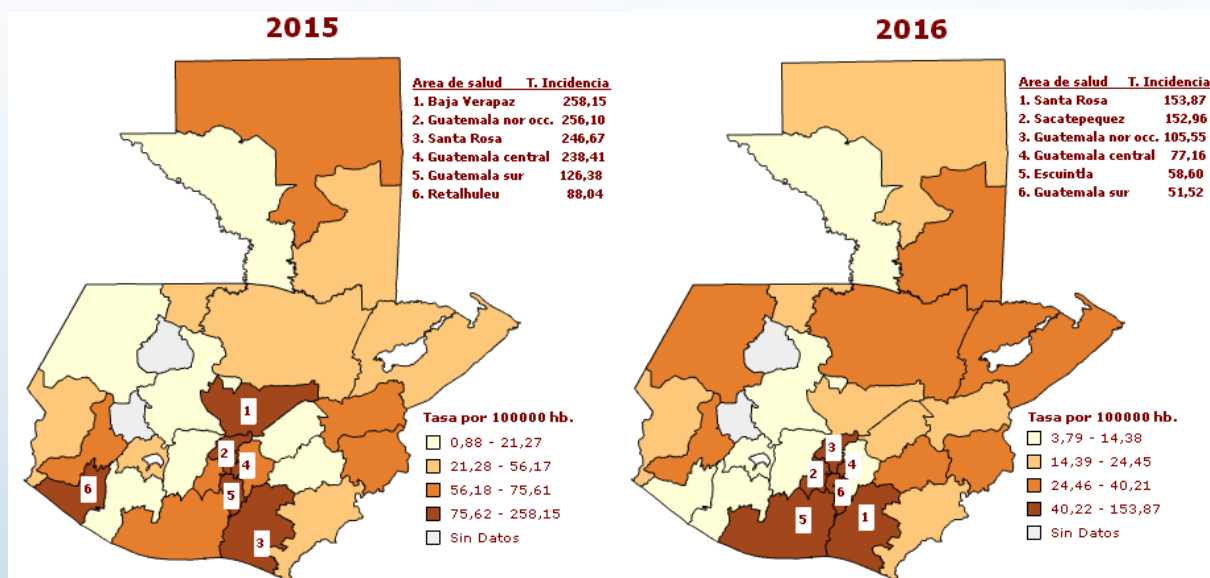 2015
Area de salud T. Incidencia
1. Baja Verapaz 258,15
2. Guatemala nor occ. 256,10
3. Santa Rosa 246,67
4. Guatemala central 238,41
5. Guatemala sur 126,38
6. Retalhuleu 88,04
1
2
4
6
5
3
Tasa por 100000 hb.
0,88 - 21,27
21,28 - 56,17
56,18 - 75,61
75,62 - 258,15
Sin Datos
2016
Area de salud T. Incidencia
1. Santa Rosa 153,87
2. Sacatepequez 152,96
3. Guatemala nor occ. 105,55
4. Guatemala central 77,16
5. Escuintla 58,60
6. Guatemala sur 51,52
3
4
2
6
5
1
Tasa por 100000 hb.
3,79 - 14,38
14,39 - 24,45
24,46 - 40,21
40,22 - 153,87
Sin Datos